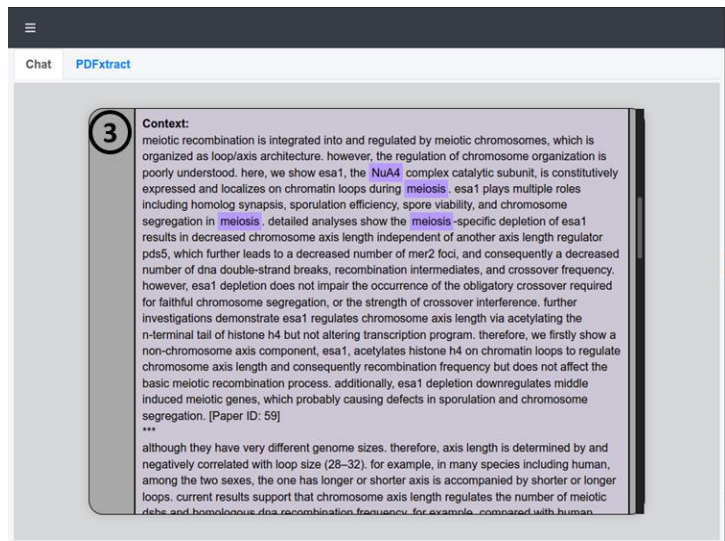 ☰
Chat PDFxtract
3
Context:
meiotic recombination is integrated into and regulated by meiotic chromosomes, which is
organized as loop/axis architecture. however, the regulation of chromosome organization is
poorly understood. here, we show esa1, the NuA4 complex catalytic subunit, is constitutively
expressed and localizes on chromatin loops during meiosis . esa1 plays multiple roles
including homolog synapsis, sporulation efficiency, spore viability, and chromosome
segregation in meiosis . detailed analyses show the meiosis -specific depletion of esa1
results in decreased chromosome axis length independent of another axis length regulator
pds5, which further leads to a decreased number of mer2 foci, and consequently a decreased
number of dna double-strand breaks, recombination intermediates, and crossover frequency.
however, esa1 depletion does not impair the occurrence of the obligatory crossover required
for faithful chromosome segregation, or the strength of crossover interference. further
investigations demonstrate esa1 regulates chromosome axis length via acetylating the
n-terminal tail of histone h4 but not altering transcription program. therefore, we firstly show a
non-chromosome axis component, esa1, acetylates histone h4 on chromatin loops to regulate
chromosome axis length and consequently recombination frequency but does not affect the
basic meiotic recombination process. additionally, esa1 depletion downregulates middle
induced meiotic genes, which probably causing defects in sporulation and chromosome
segregation. [Paper ID: 59]
***
although they have very different genome sizes. therefore, axis length is determined by and
negatively correlated with loop size (28–32). for example, in many species including human,
among the two sexes, the one has longer or shorter axis is accompanied by shorter or longer
loops. current results support that chromosome axis length regulates the number of meiotic
dsbs and homologous dna recombination frequency. for example, compared with human